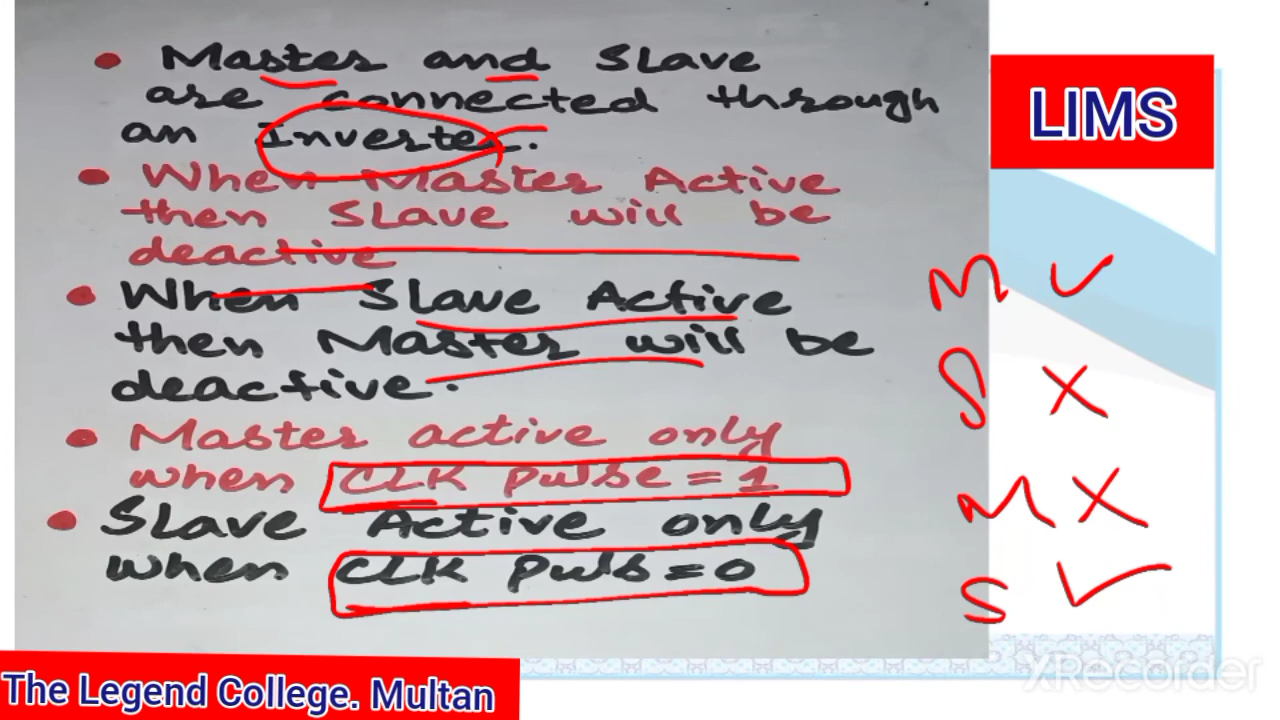 • Master and Slave
are connected through
an Inverter.
• When Master Active
then Slave will be
deactive
• When Slave Active
then Master will be
deactive.
• Master active only
when CLK pulse = 1
• Slave Active only
when CLK puls = 0
LIMS
M ✓
S X
M X
S ✓
The Legend College. Multan
XRecorder